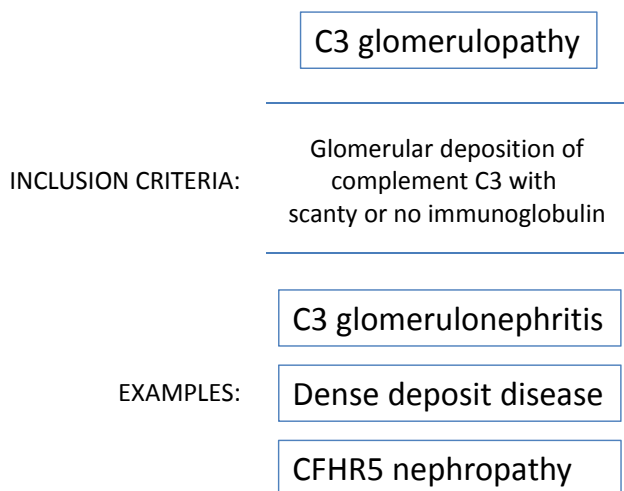 C3 glomerulopathy
INCLUSION CRITERIA:
Glomerular deposition of
complement C3 with
scanty or no immunoglobulin
C3 glomerulonephritis
EXAMPLES:
Dense deposit disease
CFHR5 nephropathy